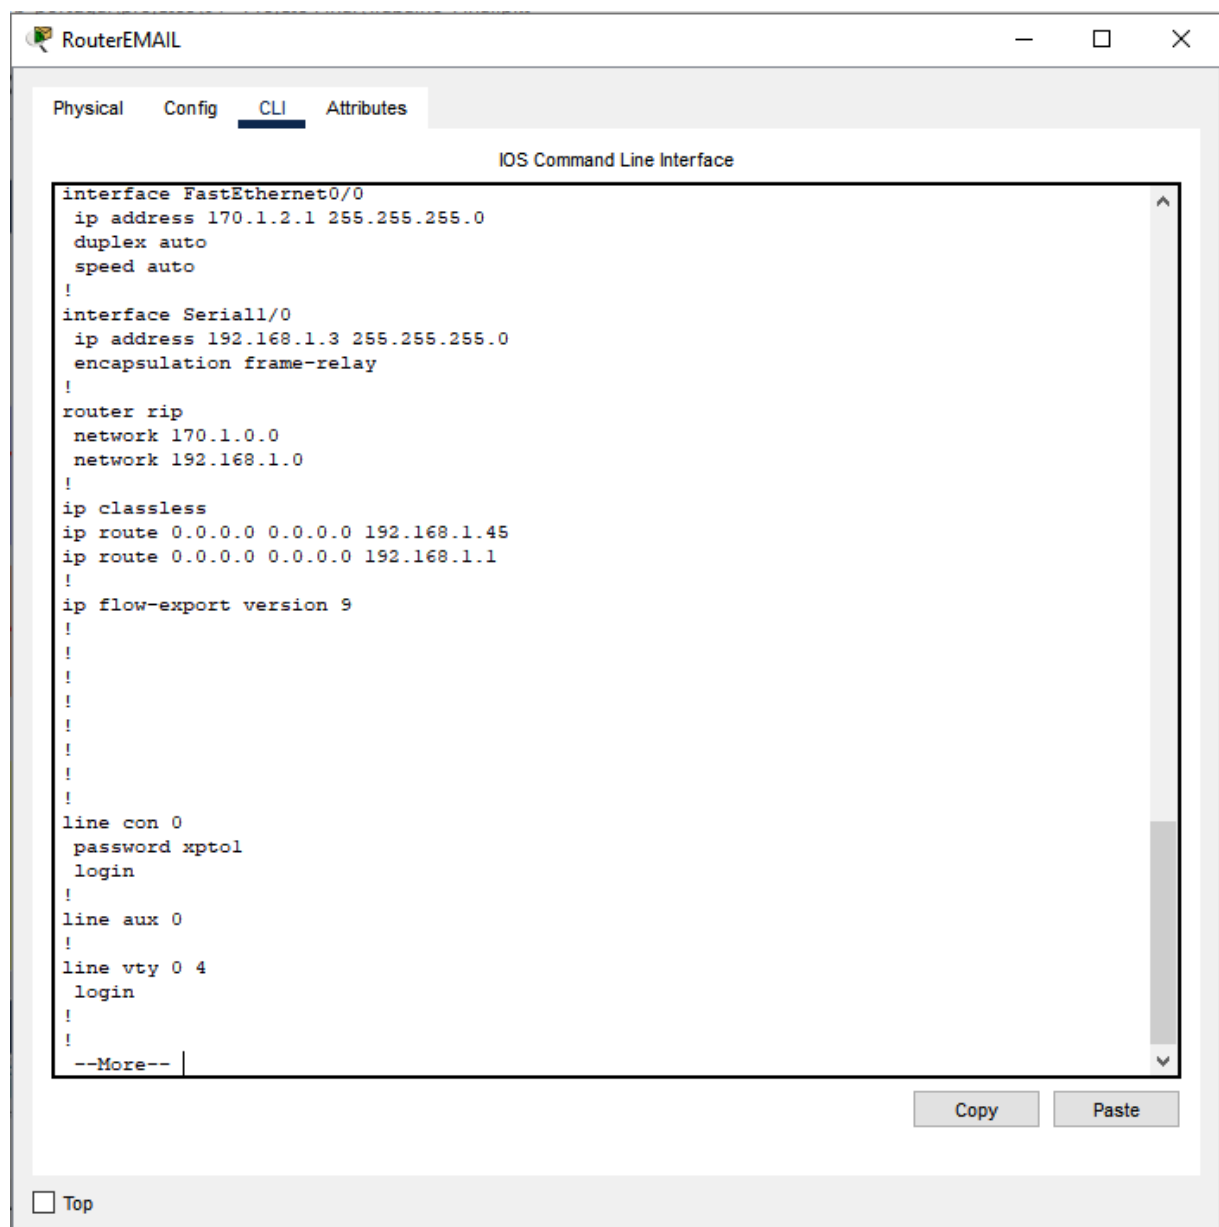 RouterEMAIL
Physical Config CLI Attributes
IOS Command Line Interface
interface FastEthernet0/0
 ip address 170.1.2.1 255.255.255.0
 duplex auto
 speed auto
!
interface Serial1/0
 ip address 192.168.1.3 255.255.255.0
 encapsulation frame-relay
!
router rip
 network 170.1.0.0
 network 192.168.1.0
!
ip classless
ip route 0.0.0.0 0.0.0.0 192.168.1.45
ip route 0.0.0.0 0.0.0.0 192.168.1.1
!
ip flow-export version 9
!
!
!
!
!
!
!
!
line con 0
 password xptol
 login
!
line aux 0
!
line vty 0 4
 login
!
!
 --More--
Copy Paste
Top